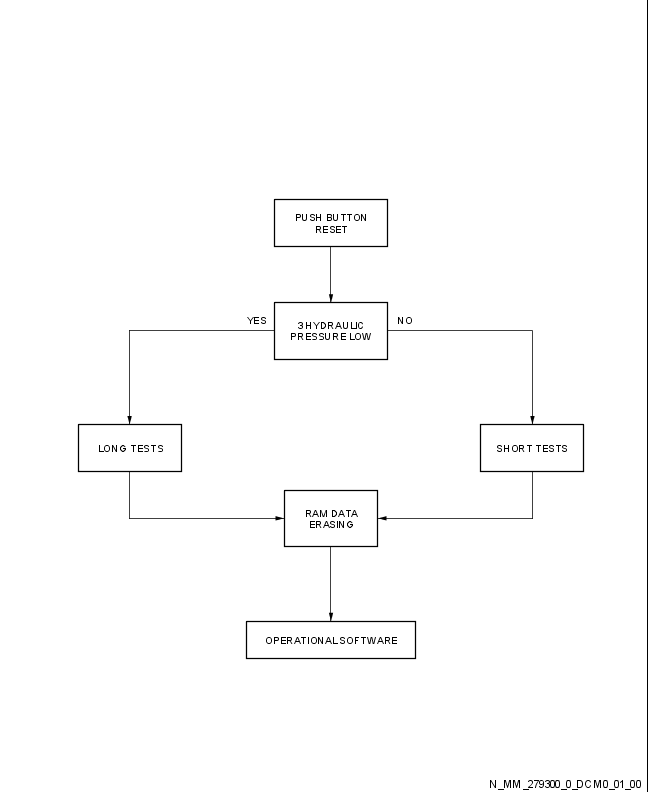 PUSH BUTTON
RESET
YES
3 HYDRAULIC
PRESSURE LOW
NO
LONG TESTS
SHORT TESTS
RAM DATA
ERASING
OPERATIONAL SOFTWARE
N_MM_279300_0_DCM0_01_00